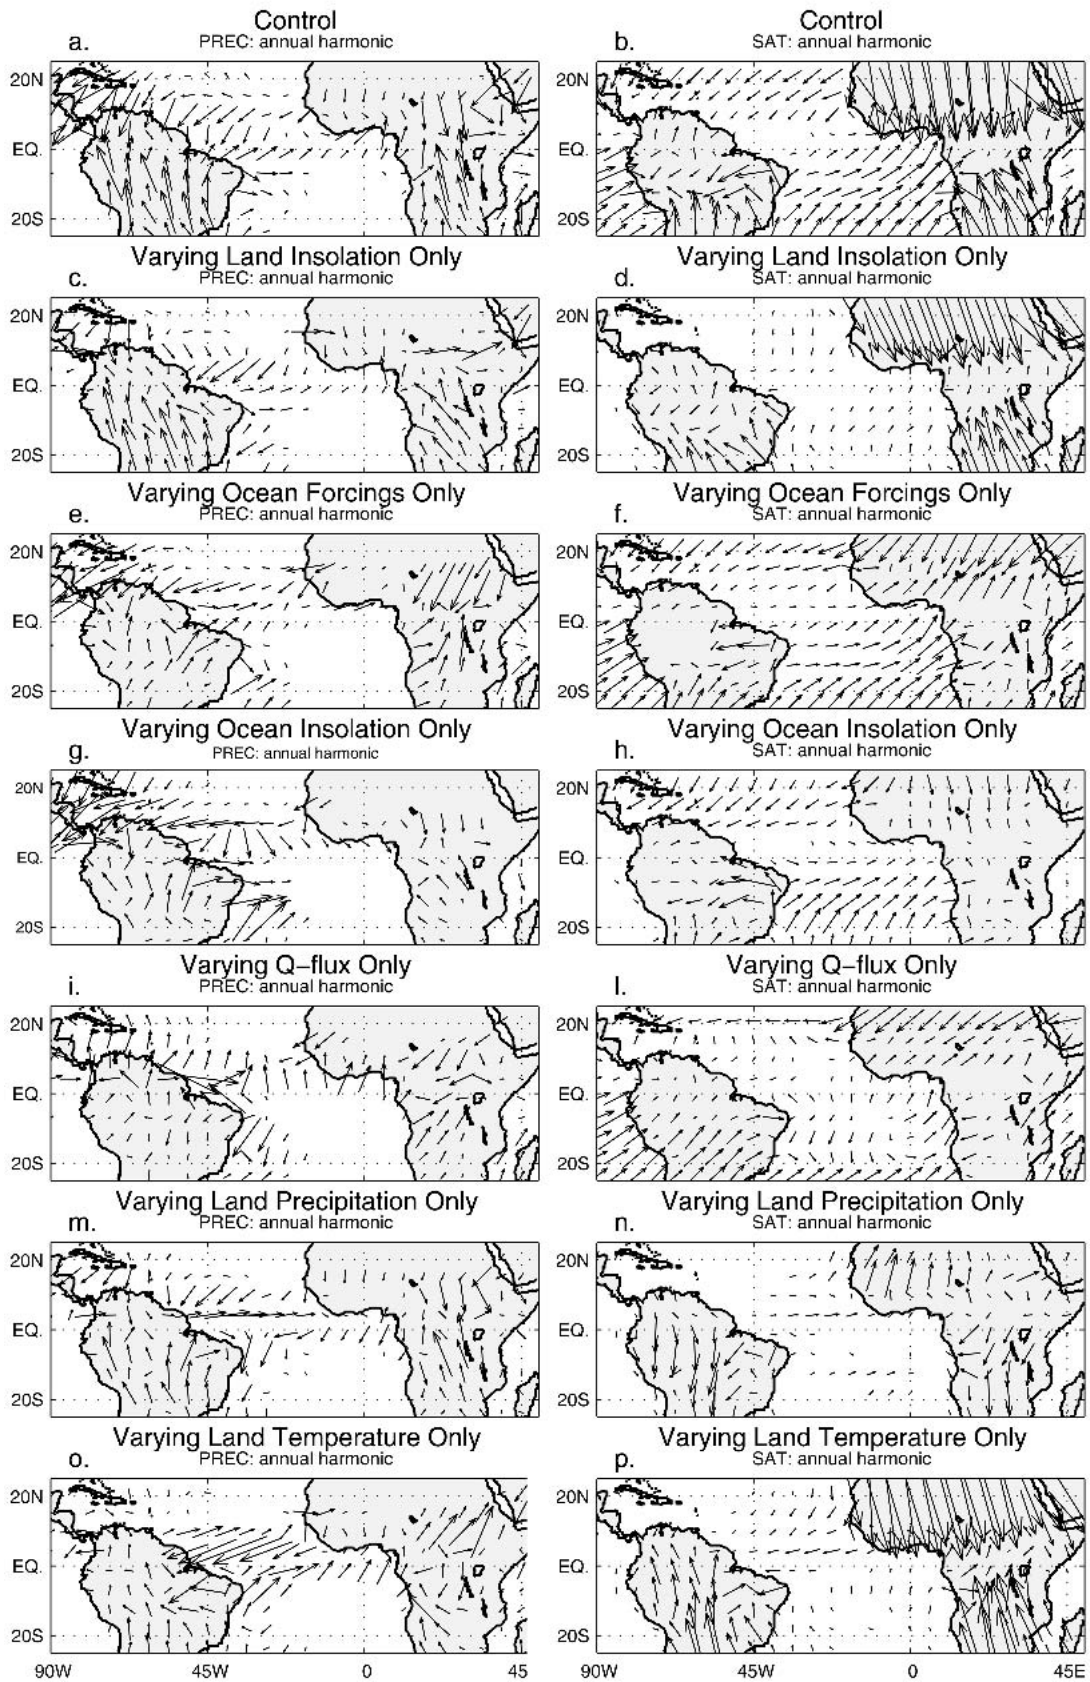 Control Control
a. PREC: annual harmonic b. SAT: annual harmonic
20N 20N
EQ. EQ.
20S 20S
Varying Land Insolation Only Varying Land Insolation Only
c. PREC: annual harmonic d. SAT: annual harmonic
20N 20N
EQ. EQ.
20S 20S
Varying Ocean Forcings Only Varying Ocean Forcings Only
e. PREC: annual harmonic f. SAT: annual harmonic
20N 20N
EQ. EQ.
20S 20S
Varying Ocean Insolation Only Varying Ocean Insolation Only
g. PREC: annual harmonic h. SAT: annual harmonic
20N 20N
EQ. EQ.
20S 20S
Varying Q-flux Only Varying Q-flux Only
i. PREC: annual harmonic l. SAT: annual harmonic
20N 20N
EQ. EQ.
20S 20S
Varying Land Precipitation Only Varying Land Precipitation Only
m. PREC: annual harmonic n. SAT: annual harmonic
20N 20N
EQ. EQ.
20S 20S
Varying Land Temperature Only Varying Land Temperature Only
o. PREC: annual harmonic p. SAT: annual harmonic
20N 20N
EQ. EQ.
20S 20S
90W 45W 0 45 90W 45W 0 45E